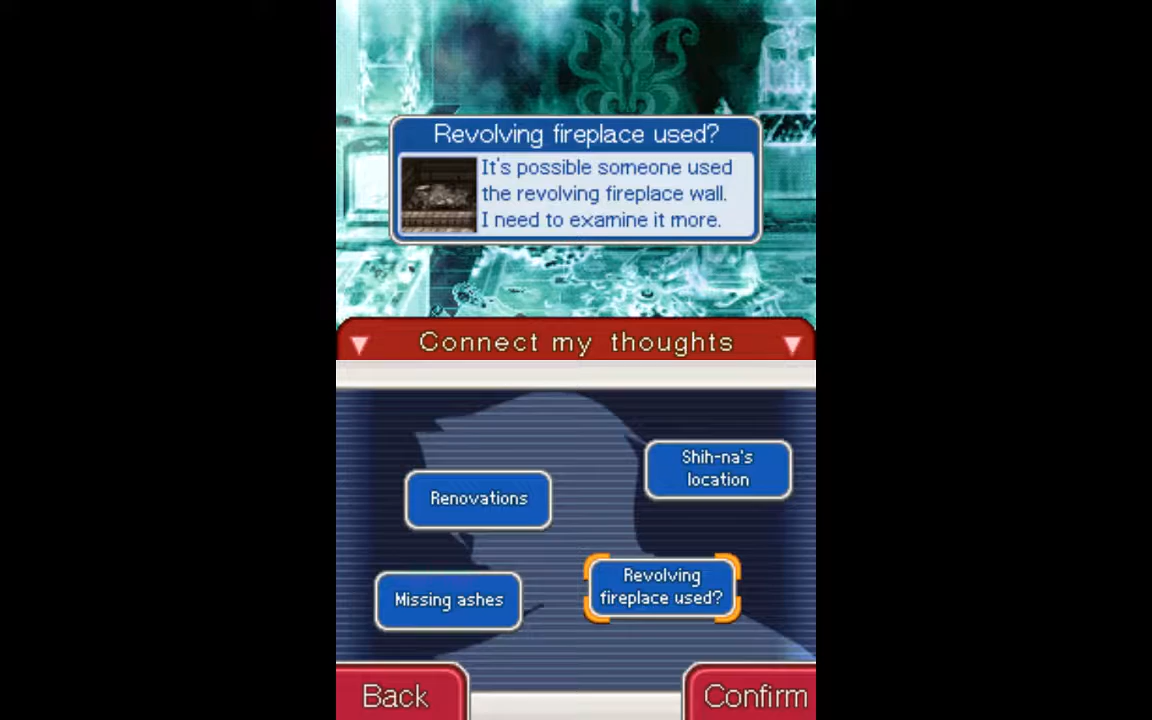 Revolving fireplace used?
It's possible someone used
the revolving fireplace wall.
I need to examine it more.
Connect my thoughts
Shih-na's
location
Renovations
Revolving
fireplace used?
Missing ashes
Back
Confirm